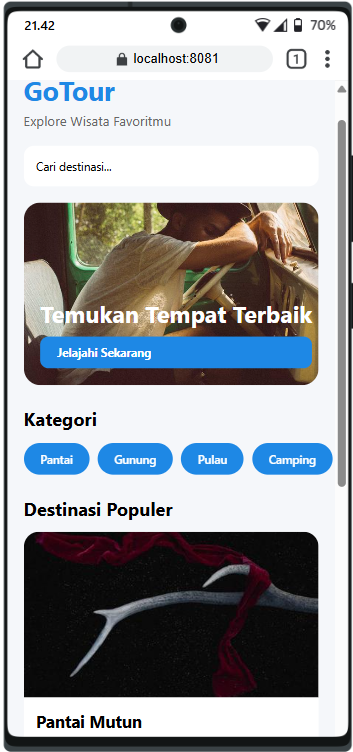 21.42
70%
localhost:8081
1
GoTour
Explore Wisata Favoritmu
Cari destinasi...
Temukan Tempat Terbaik
Jelajahi Sekarang
Kategori
Pantai Gunung Pulau Camping
Destinasi Populer
Pantai Mutun